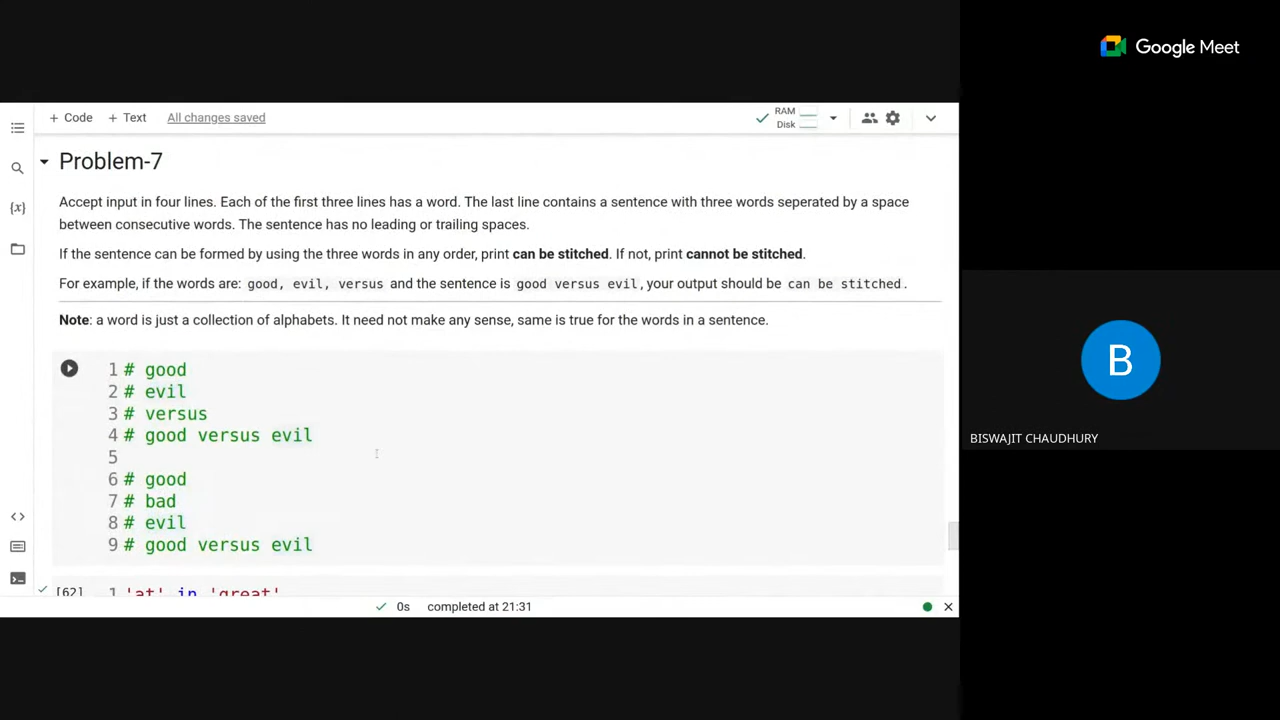 Google Meet
+ Code + Text All changes saved RAM
Disk
Problem-7
Accept input in four lines. Each of the first three lines has a word. The last line contains a sentence with three words seperated by a space
between consecutive words. The sentence has no leading or trailing spaces.
If the sentence can be formed by using the three words in any order, print can be stitched. If not, print cannot be stitched.
For example, if the words are: good, evil, versus and the sentence is good versus evil, your output should be can be stitched.
Note: a word is just a collection of alphabets. It need not make any sense, same is true for the words in a sentence.
1 # good
2 # evil
3 # versus
4 # good versus evil
5
6 # good
7 # bad
8 # evil
9 # good versus evil
[62] 1 'at' in 'great'
0s completed at 21:31
B
BISWAJIT CHAUDHURY